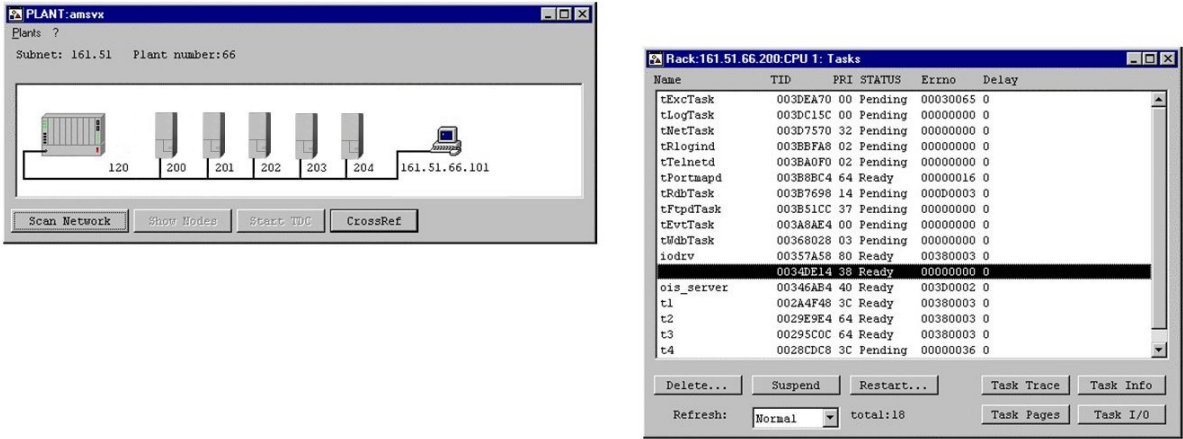 PLANT:amsvx
Plants ?
Subnet: 161.51 Plant number:66
120 200 201 202 203 204 161.51.66.101
Scan Network Show Nodes Start TDC CrossRef
Rack:161.51.66.200:CPU 1: Tasks
Name TID PRI STATUS Errno Delay
tExcTask 003DEA70 00 Pending 00030065 0
tLogTask 003DC15C 00 Pending 00000000 0
tNetTask 003D7570 32 Pending 00000000 0
tRlogind 003BBFA8 02 Pending 00000000 0
tTelnetd 003BA0F0 02 Pending 00000000 0
tPortmapd 003B8BC4 64 Ready 00000016 0
tRdbTask 003B7698 14 Pending 000D0003 0
tFtpdTask 003B51CC 37 Pending 00000000 0
tEvtTask 003A8AE4 00 Pending 00000000 0
tWdbTask 00368028 03 Pending 00000000 0
iodrv 00357A58 80 Ready 00380003 0
0034DE14 38 Ready 00000000 0
ois_server 00346AB4 40 Ready 003D0002 0
t1 002A4F48 3C Ready 00380003 0
t2 0029E9E4 64 Ready 00380003 0
t3 00295C0C 64 Ready 00380003 0
t4 0028CDC8 3C Pending 00000036 0
Delete... Suspend Restart... Task Trace Task Info
Refresh: Normal total:18 Task Pages Task I/O